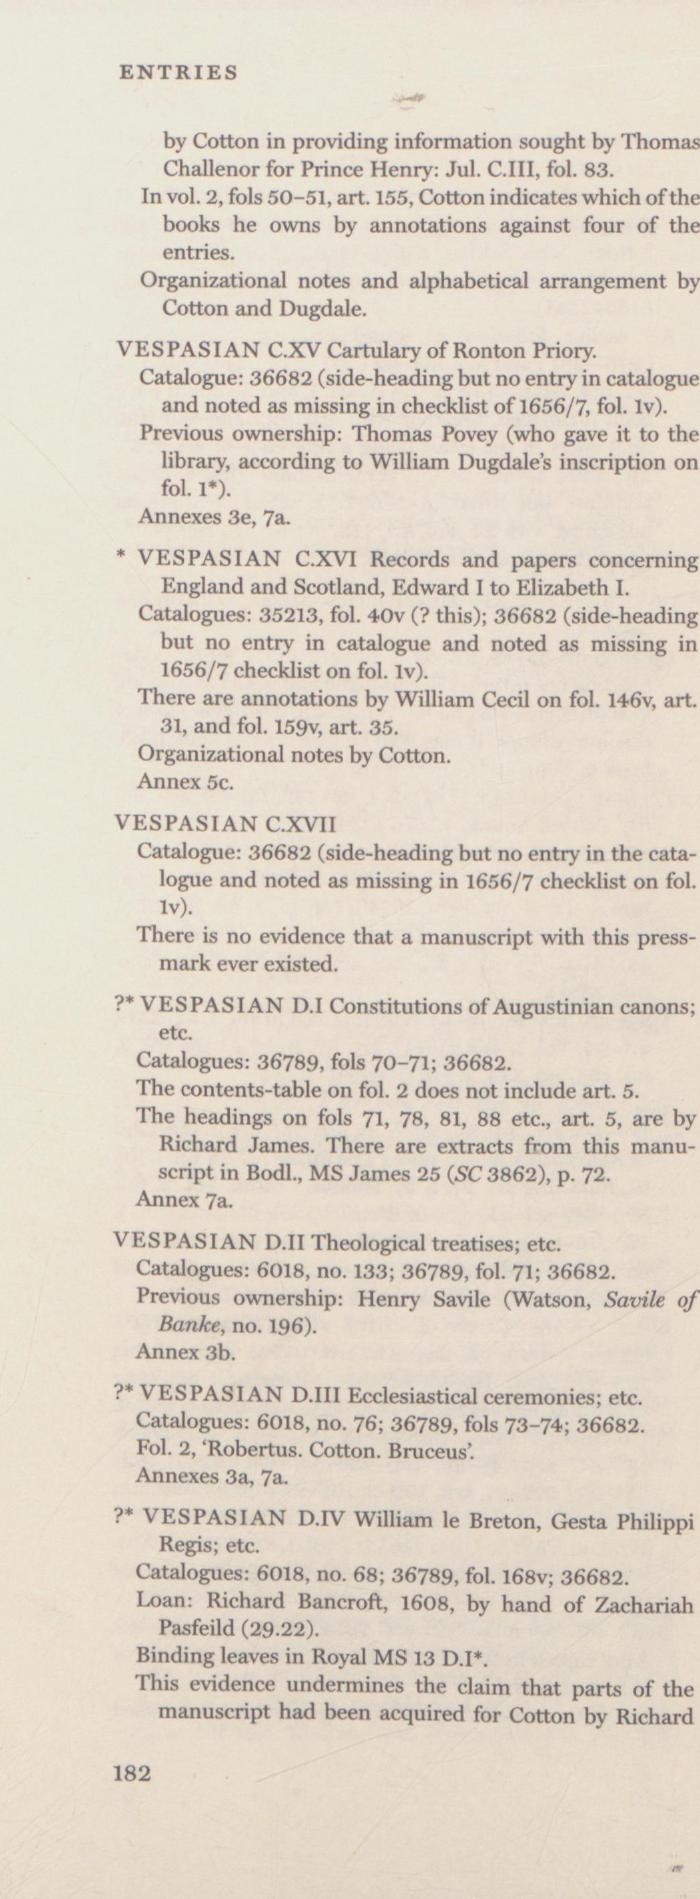 ENTRIES
by Cotton in providing information sought by Thomas
Challenor for Prince Henry: Jul. C.III, fol. 83.
In vol. 2, fols 50–51, art. 155, Cotton indicates which of the
books he owns by annotations against four of the
entries.
Organizational notes and alphabetical arrangement by
Cotton and Dugdale.
VESPASIAN C.XV Cartulary of Ronton Priory.
Catalogue: 36682 (side-heading but no entry in catalogue
and noted as missing in checklist of 1656/7, fol. 1v).
Previous ownership: Thomas Povey (who gave it to the
library, according to William Dugdale's inscription on
fol. 1*).
Annexes 3e, 7a.
* VESPASIAN C.XVI Records and papers concerning
England and Scotland, Edward I to Elizabeth I.
Catalogues: 35213, fol. 40v (? this); 36682 (side-heading
but no entry in catalogue and noted as missing in
1656/7 checklist on fol. 1v).
There are annotations by William Cecil on fol. 146v, art.
31, and fol. 159v, art. 35.
Organizational notes by Cotton.
Annex 5c.
VESPASIAN C.XVII
Catalogue: 36682 (side-heading but no entry in the cata-
logue and noted as missing in 1656/7 checklist on fol.
1v).
There is no evidence that a manuscript with this press-
mark ever existed.
?* VESPASIAN D.I Constitutions of Augustinian canons;
etc.
Catalogues: 36789, fols 70–71; 36682.
The contents-table on fol. 2 does not include art. 5.
The headings on fols 71, 78, 81, 88 etc., art. 5, are by
Richard James. There are extracts from this manu-
script in Bodl., MS James 25 (SC 3862), p. 72.
Annex 7a.
VESPASIAN D.II Theological treatises; etc.
Catalogues: 6018, no. 133; 36789, fol. 71; 36682.
Previous ownership: Henry Savile (Watson, Savile of
Banke, no. 196).
Annex 3b.
?* VESPASIAN D.III Ecclesiastical ceremonies; etc.
Catalogues: 6018, no. 76; 36789, fols 73–74; 36682.
Fol. 2, 'Robertus. Cotton. Bruceus'.
Annexes 3a, 7a.
?* VESPASIAN D.IV William le Breton, Gesta Philippi
Regis; etc.
Catalogues: 6018, no. 68; 36789, fol. 168v; 36682.
Loan: Richard Bancroft, 1608, by hand of Zachariah
Pasfeild (29.22).
Binding leaves in Royal MS 13 D.I*.
This evidence undermines the claim that parts of the
manuscript had been acquired for Cotton by Richard
182